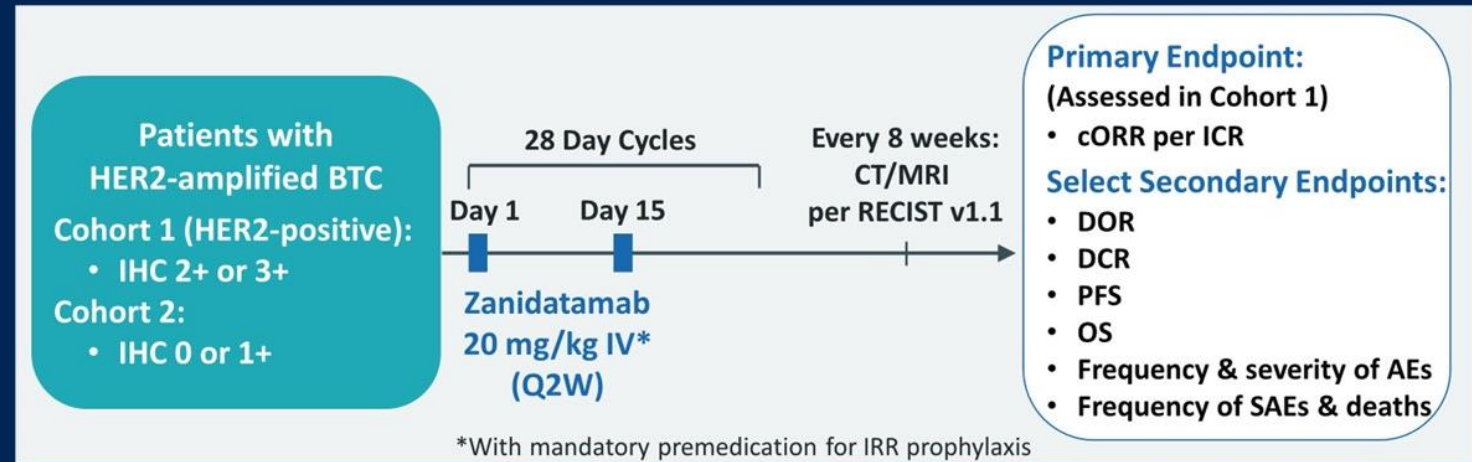 Patients with
HER2-amplified BTC
Cohort 1 (HER2-positive):
• IHC 2+ or 3+
Cohort 2:
• IHC 0 or 1+
28 Day Cycles
Day 1
Day 15
Zanidatamab
20 mg/kg IV*
(Q2W)
Every 8 weeks:
CT/MRI
per RECIST v1.1
Primary Endpoint:
(Assessed in Cohort 1)
• cORR per ICR
Select Secondary Endpoints:
• DOR
• DCR
• PFS
• OS
• Frequency & severity of AEs
• Frequency of SAEs & deaths
*With mandatory premedication for IRR prophylaxis